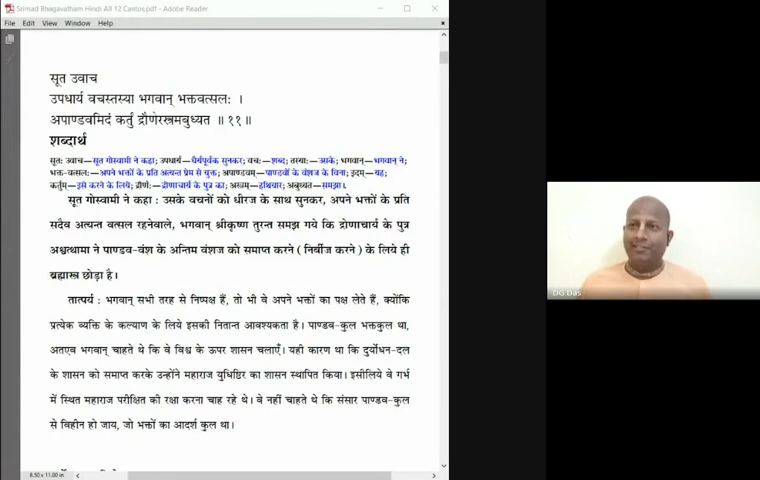 Srimad Bhagavatham Hindi All 12 Cantos.pdf - Adobe Reader
File Edit View Window Help
सूत उवाच
उपधार्य वचस्तस्या भगवान् भक्तवत्सलः ।
अपाण्डवमिदं कर्तुं द्रौणेरस्त्रमबुध्यत ॥ ११॥
शब्दार्थ
सूतः उवाच—सूत गोस्वामी ने कहा; उपधार्य—धैर्यपूर्वक सुनकर; वचः—शब्द; तस्याः—उसके; भगवान्—भगवान् ने;
भक्त-वत्सलः—अपने भक्तों के प्रति अत्यन्त प्रेम से युक्त; अपाण्डवम्—पाण्डवों के वंशज के विना; इदम्—यह;
कर्तुम्—इसे करने के लिये; द्रौणेः—द्रोणाचार्य के पुत्र का; अस्त्रम्—हथियार; अबुध्यत—समझा।
सूत गोस्वामी ने कहा : उसके वचनों को धीरज के साथ सुनकर, अपने भक्तों के प्रति
सदैव अत्यन्त वत्सल रहनेवाले, भगवान् श्रीकृष्ण तुरन्त समझ गये कि द्रोणाचार्य के पुत्र
अश्वत्थामा ने पाण्डव-वंश के अन्तिम वंशज को समाप्त करने (निर्बीज करने) के लिये ही
ब्रह्मास्त्र छोड़ा है।
तात्पर्य : भगवान् सभी तरह से निष्पक्ष हैं, तो भी वे अपने भक्तों का पक्ष लेते हैं, क्योंकि
प्रत्येक व्यक्ति के कल्याण के लिये इसकी नितान्त आवश्यकता है। पाण्डव-कुल भक्तकुल था,
अतएव भगवान् चाहते थे कि वे विश्व के ऊपर शासन चलाएँ। यही कारण था कि दुर्योधन-दल
के शासन को समाप्त करके उन्होंने महाराज युधिष्ठिर का शासन स्थापित किया। इसीलिये वे गर्भ
में स्थित महाराज परीक्षित की रक्षा करना चाह रहे थे। वे नहीं चाहते थे कि संसार पाण्डव-कुल
से विहीन हो जाय, जो भक्तों का आदर्श कुल था।
8.50 x 11.00 in
DG Das